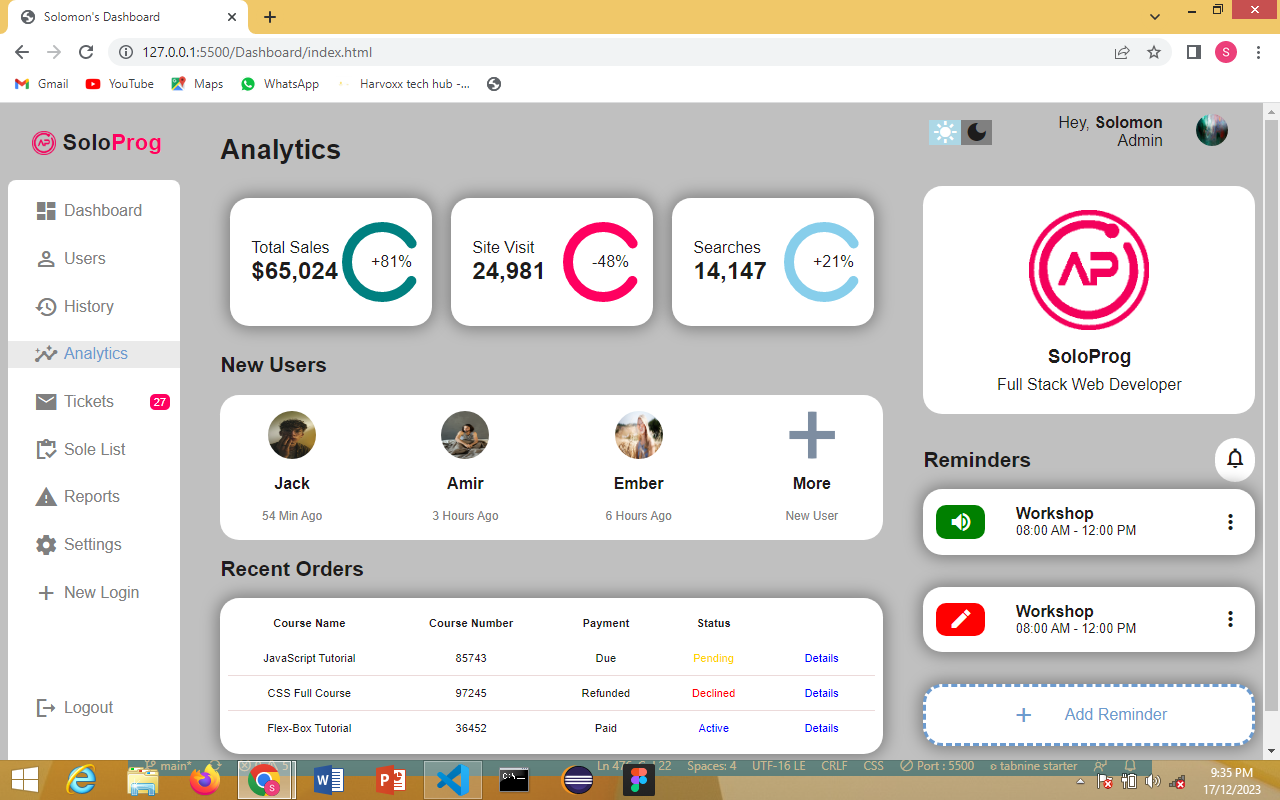 Solomon's Dashboard
127.0.0.1:5500/Dashboard/index.html
S
Gmail
YouTube
Maps
WhatsApp
Harvoxx tech hub -...
AP SoloProg
Dashboard
Users
History
Analytics
Tickets 27
Sole List
Reports
Settings
New Login
Logout
Analytics
Hey, Solomon
Admin
Total Sales
$65,024
+81%
Site Visit
24,981
-48%
Searches
14,147
+21%
New Users
Jack
54 Min Ago
Amir
3 Hours Ago
Ember
6 Hours Ago
More
New User
Recent Orders
Course Name Course Number Payment Status
JavaScript Tutorial 85743 Due Pending Details
CSS Full Course 97245 Refunded Declined Details
Flex-Box Tutorial 36452 Paid Active Details
AP
SoloProg
Full Stack Web Developer
Reminders
Workshop
08:00 AM - 12:00 PM
Workshop
08:00 AM - 12:00 PM
+ Add Reminder
main*
Spaces: 4 UTF-16 LE CRLF CSS Port : 5500 tabnine starter
9:35 PM
17/12/2023